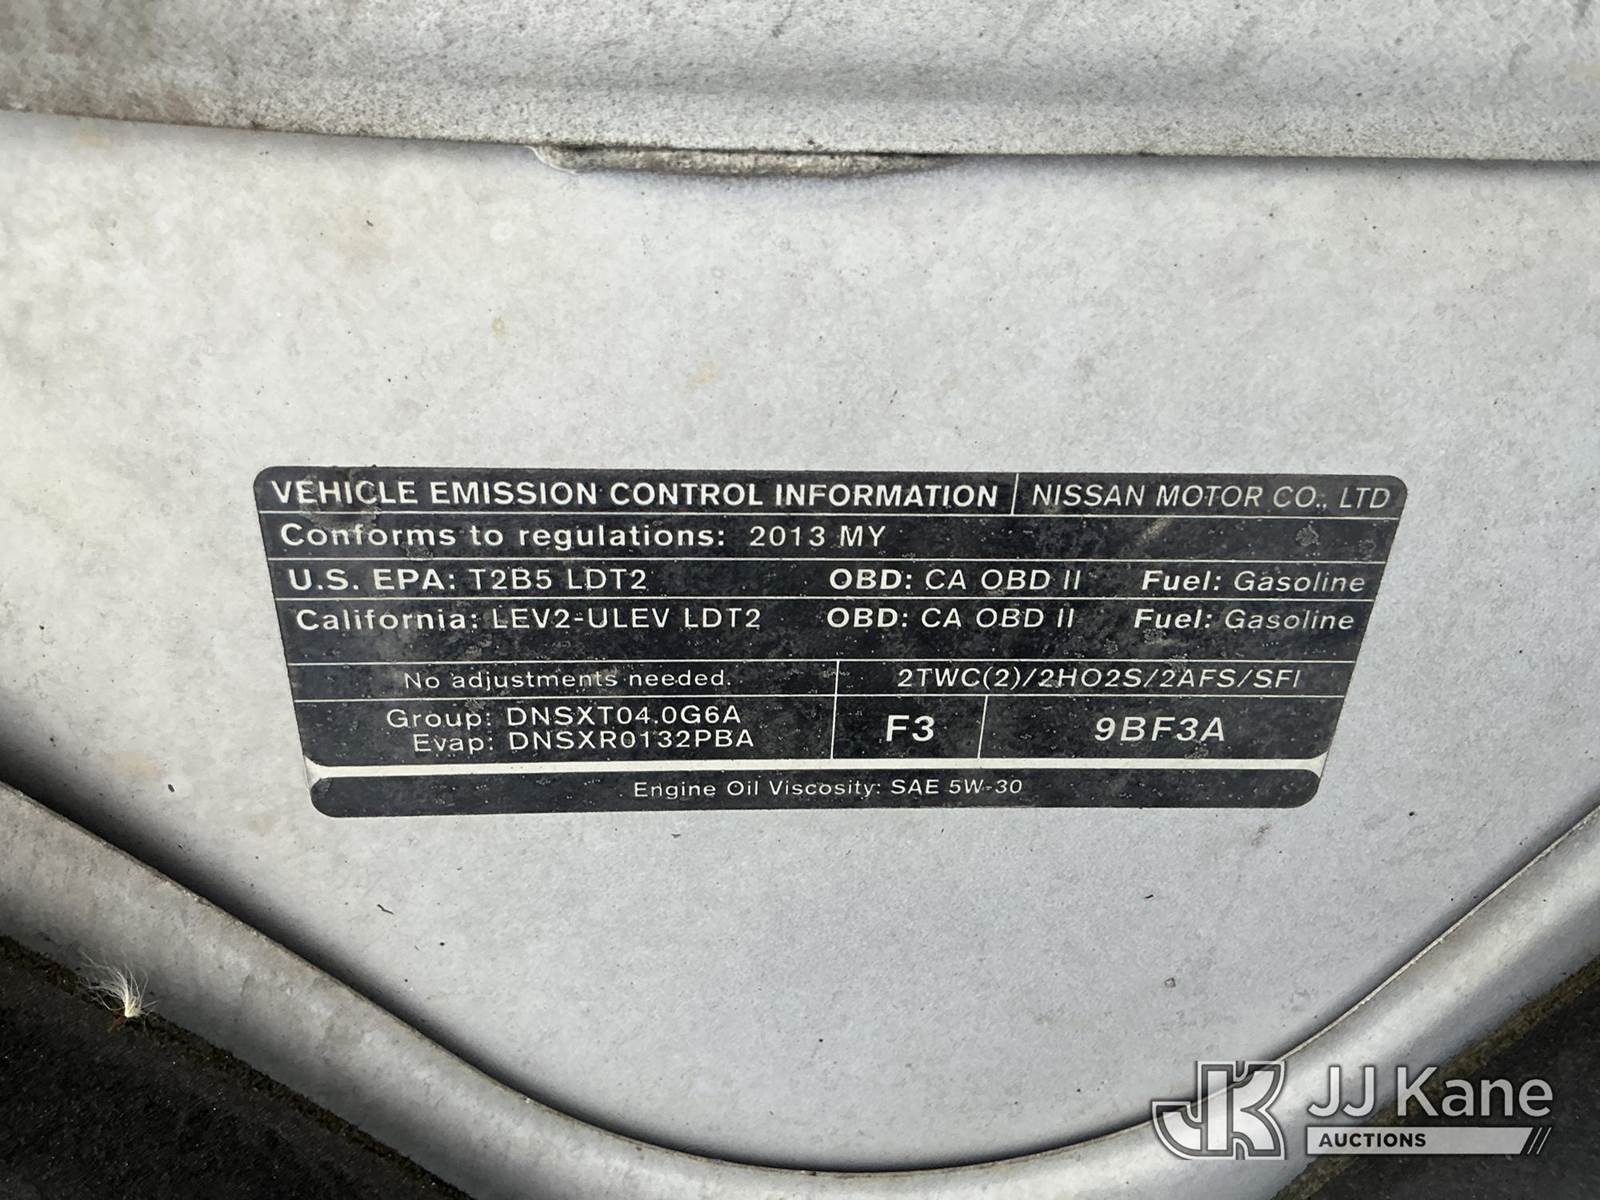 VEHICLE EMISSION CONTROL INFORMATION NISSAN MOTOR CO., LTD
Conforms to regulations: 2013 MY
U.S. EPA: T2B5 LDT2 OBD: CA OBD II Fuel: Gasoline
California: LEV2-ULEV LDT2 OBD: CA OBD II Fuel: Gasoline
No adjustments needed. 2TWC(2)/2HO2S/2AFS/SFI
Group: DNSXT04.0G6A
Evap: DNSXR0132PBA
F3 9BF3A
Engine Oil Viscosity: SAE 5W-30
JK JJ Kane
AUCTIONS